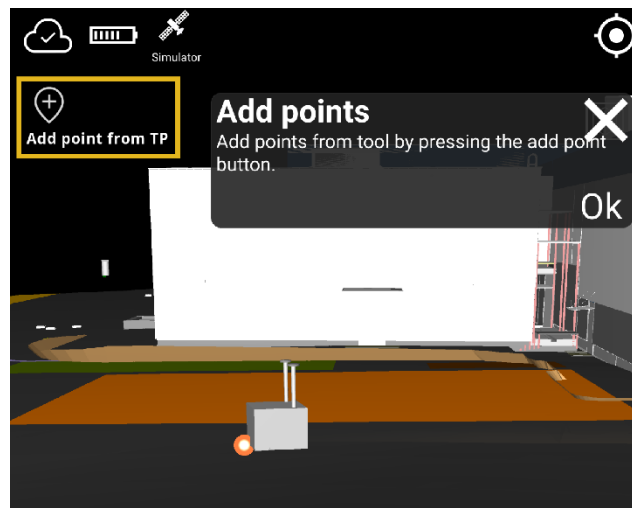 Simulator
Add point from TP
Add points
Add points from tool by pressing the add point
button.
Ok